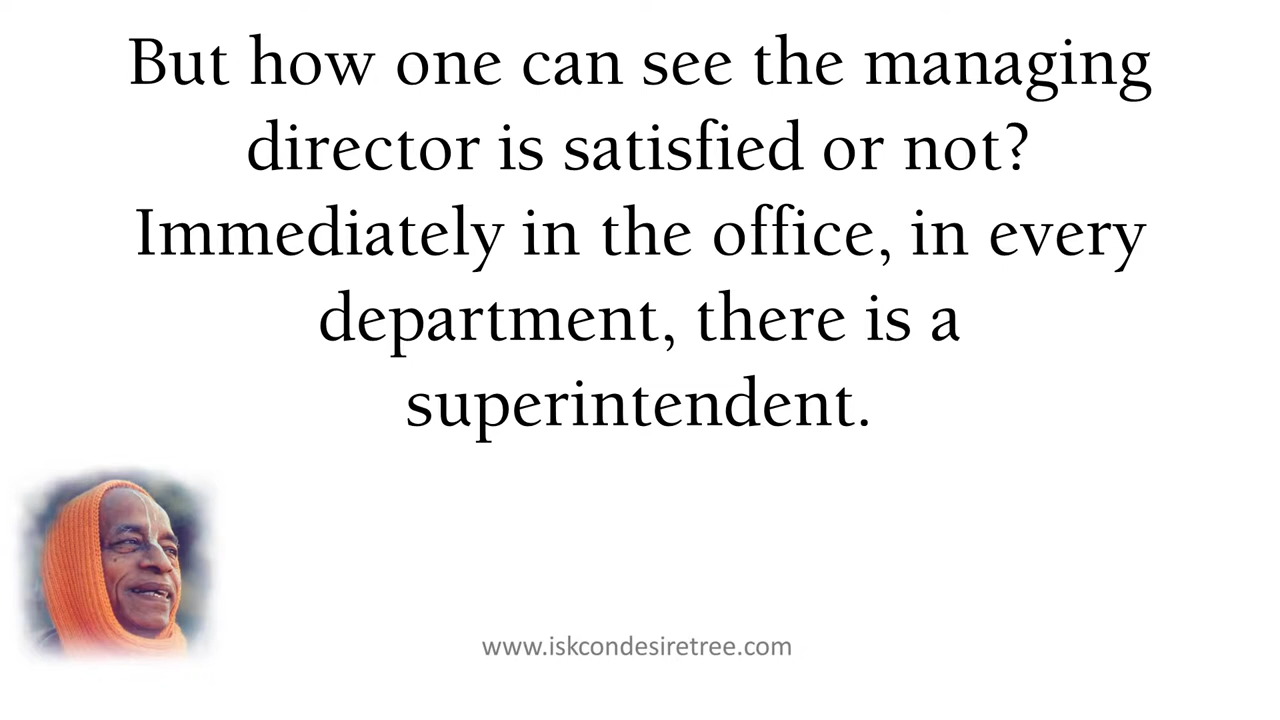 But how one can see the managing
director is satisfied or not?
Immediately in the office, in every
department, there is a
superintendent.
www.iskcondesiretree.com